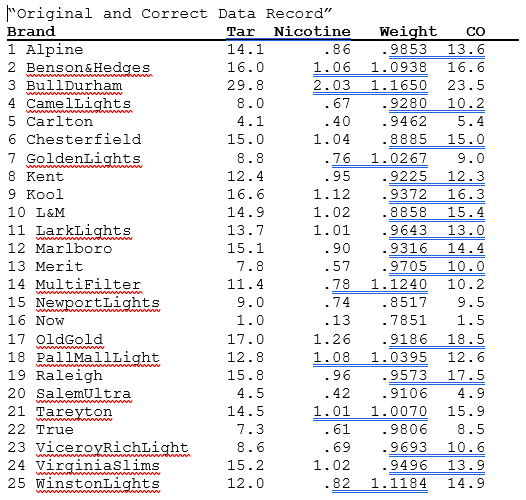 “Original and Correct Data Record”
Brand Tar Nicotine Weight CO
1 Alpine 14.1 .86 .9853 13.6
2 Benson&Hedges 16.0 1.06 1.0938 16.6
3 BullDurham 29.8 2.03 1.1650 23.5
4 CamelLights 8.0 .67 .9280 10.2
5 Carlton 4.1 .40 .9462 5.4
6 Chesterfield 15.0 1.04 .8885 15.0
7 GoldenLights 8.8 .76 1.0267 9.0
8 Kent 12.4 .95 .9225 12.3
9 Kool 16.6 1.12 .9372 16.3
10 L&M 14.9 1.02 .8858 15.4
11 LarkLights 13.7 1.01 .9643 13.0
12 Marlboro 15.1 .90 .9316 14.4
13 Merit 7.8 .57 .9705 10.0
14 MultiFilter 11.4 .78 1.1240 10.2
15 NewportLights 9.0 .74 .8517 9.5
16 Now 1.0 .13 .7851 1.5
17 OldGold 17.0 1.26 .9186 18.5
18 PallMallLight 12.8 1.08 1.0395 12.6
19 Raleigh 15.8 .96 .9573 17.5
20 SalemUltra 4.5 .42 .9106 4.9
21 Tareyton 14.5 1.01 1.0070 15.9
22 True 7.3 .61 .9806 8.5
23 ViceroyRichLight 8.6 .69 .9693 10.6
24 VirginiaSlims 15.2 1.02 .9496 13.9
25 WinstonLights 12.0 .82 1.1184 14.9